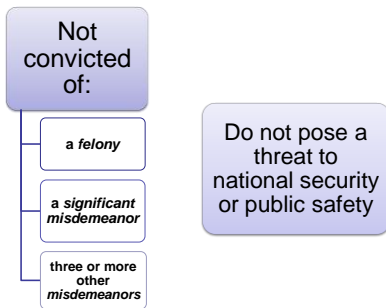 Not
convicted
of:
a felony
a significant
misdemeanor
three or more
other
misdemeanors
Do not pose a
threat to
national security
or public safety